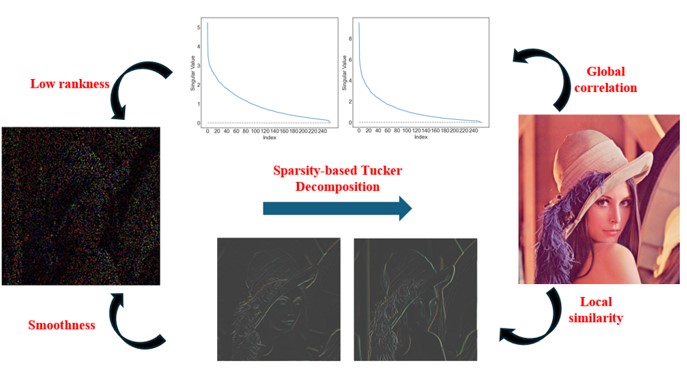 5
4
3
2
1
0
Singular Value
0 20 40 60 80 100 120 140 160 180 200 220 240
Index
8
6
4
2
0
Singular Value
0 20 40 60 80 100 120 140 160 180 200 220 240
Index
Low rankness
Global
correlation
Sparsity-based Tucker
Decomposition
Smoothness
Local
similarity